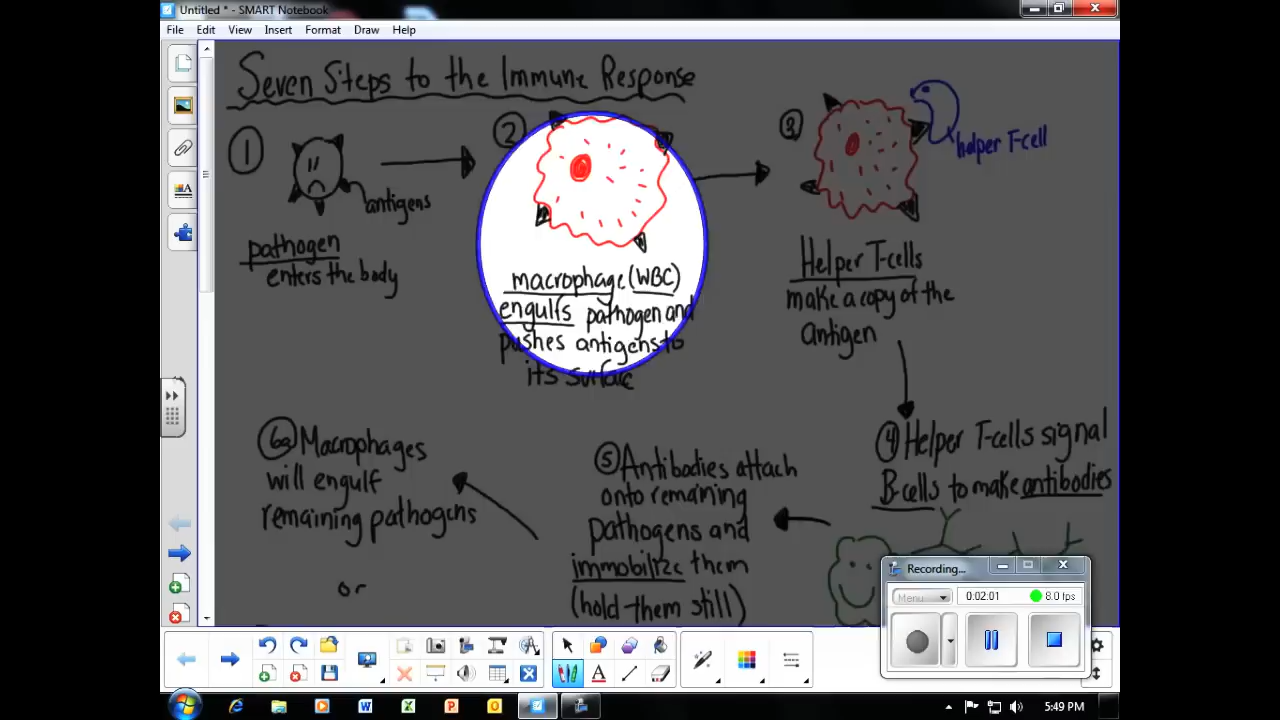 Untitled * - SMART Notebook
File Edit View Insert Format Draw Help
Seven Steps to the Immune Response
1
antigens
pathogen
enters the body
2
macrophage (WBC)
engulfs pathogen and
pushes antigens to
its surface
3
helper T-cell
Helper T-cells
make a copy of the
antigen
4 Helper T-cells signal
B-cells to make antibodies
5 Antibodies attach
onto remaining
pathogens and
immobilize them
(hold them still)
6a Macrophages
will engulf
remaining pathogens
or
Recording...
Menu
0:02:01
8.0 fps
5:49 PM